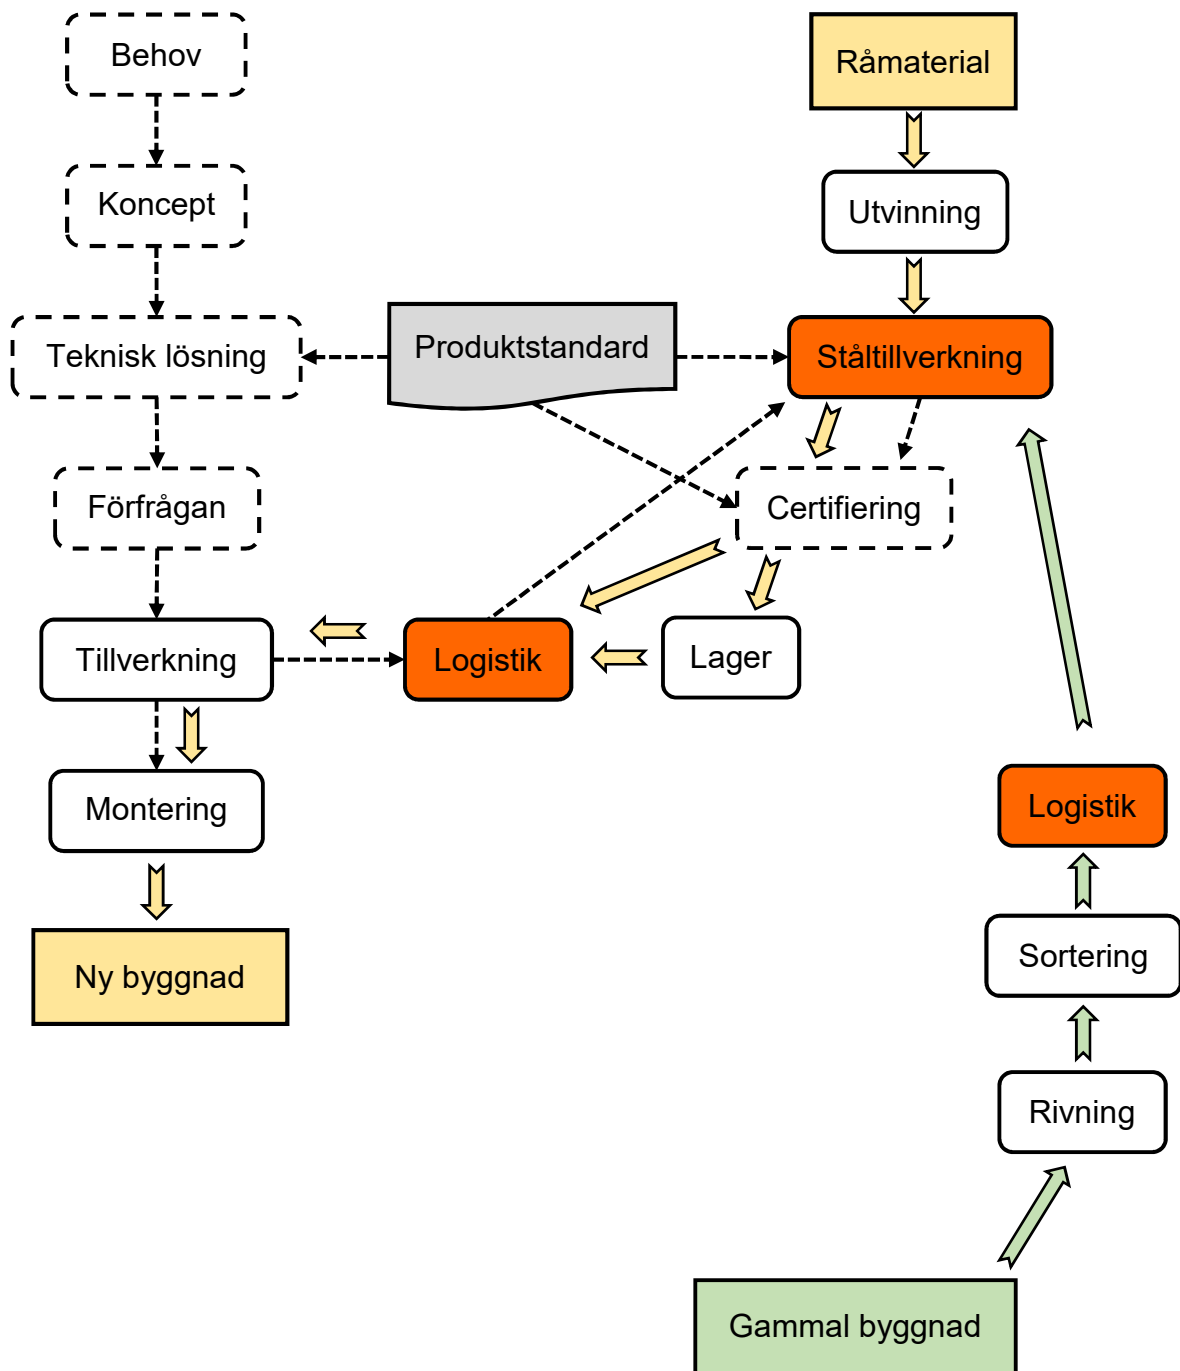 Behov
Råmaterial
Koncept
Utvinning
Teknisk lösning
Produktstandard
Ståltillverkning
Förfrågan
Certifiering
Tillverkning
Logistik
Lager
Montering
Logistik
Ny byggnad
Sortering
Rivning
Gammal byggnad